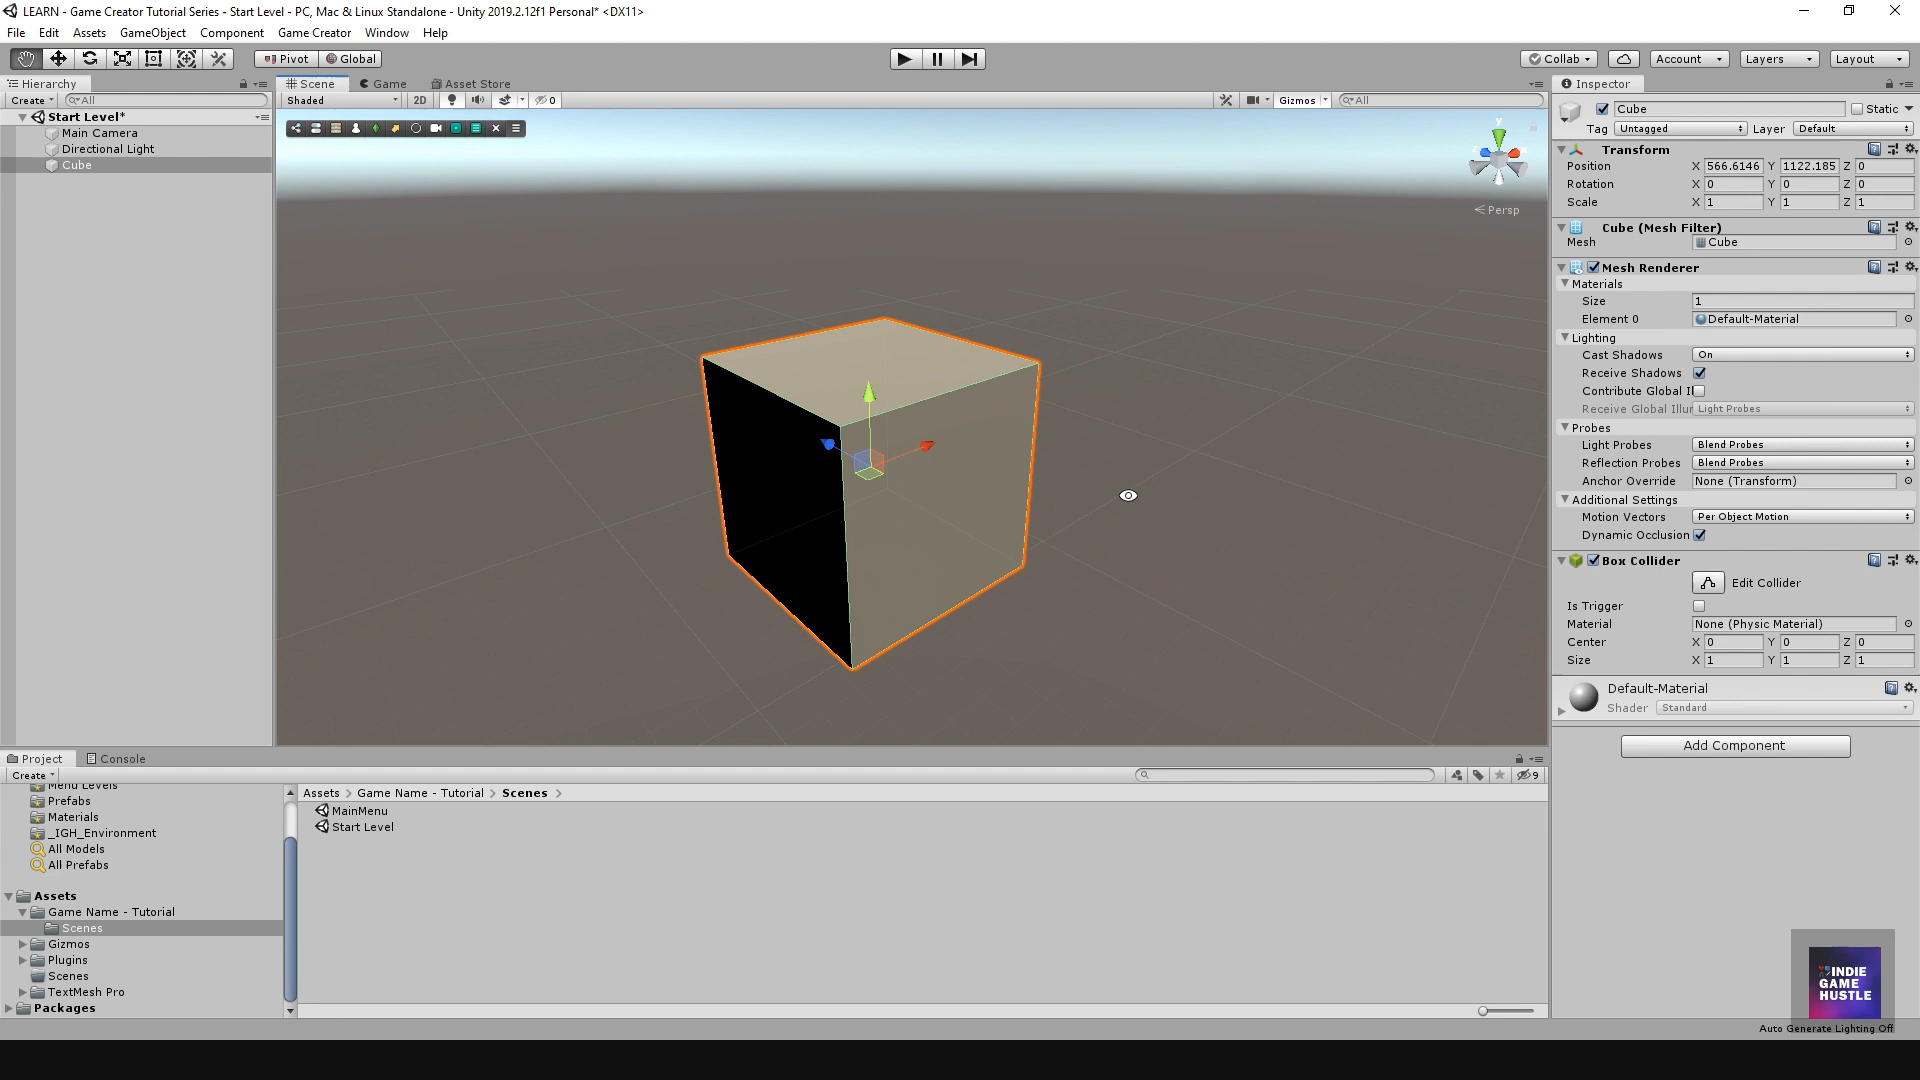 LEARN - Game Creator Tutorial Series - Start Level - PC, Mac & Linux Standalone - Unity 2019.2.12f1 Personal* <DX11>
File Edit Assets GameObject Component Game Creator Window Help
Pivot Global Collab Account Layers Layout
Hierarchy
Create All
Start Level*
Main Camera
Directional Light
Cube
Scene Game Asset Store
Shaded 2D 0 Gizmos All
y
Persp
Inspector
Cube Static
Tag Untagged Layer Default
Transform
Position X 566.6146 Y 1122.185 Z 0
Rotation X 0 Y 0 Z 0
Scale X 1 Y 1 Z 1
Cube (Mesh Filter)
Mesh Cube
Mesh Renderer
Materials
Size 1
Element 0 Default-Material
Lighting
Cast Shadows On
Receive Shadows
Contribute Global Il
Receive Global Illur Light Probes
Probes
Light Probes Blend Probes
Reflection Probes Blend Probes
Anchor Override None (Transform)
Additional Settings
Motion Vectors Per Object Motion
Dynamic Occlusion
Box Collider
Edit Collider
Is Trigger
Material None (Physic Material)
Center X 0 Y 0 Z 0
Size X 1 Y 1 Z 1
Default-Material
Shader Standard
Add Component
Project Console
Create 9
Menu Levels
Prefabs
Materials
_IGH_Environment
All Models
All Prefabs
Assets
Game Name - Tutorial
Scenes
Gizmos
Plugins
Scenes
TextMesh Pro
Packages
Assets > Game Name - Tutorial > Scenes >
MainMenu
Start Level
INDIE
GAME
HUSTLE
Auto Generate Lighting Off